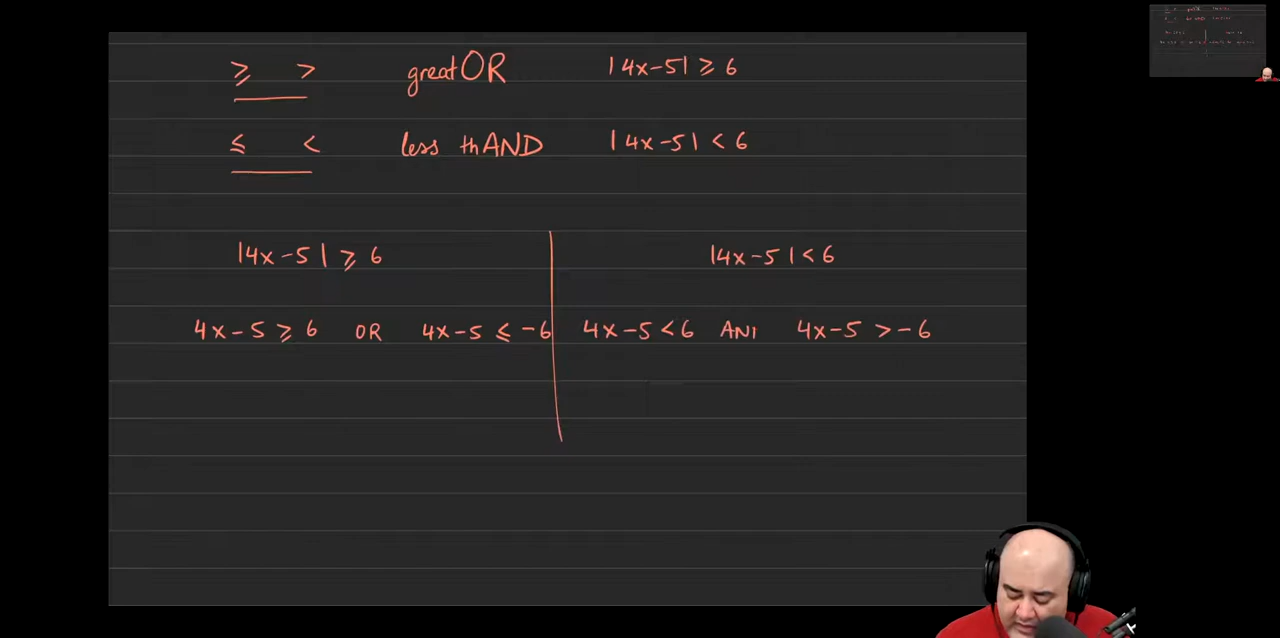 ≥ > greatOR |4x-5| ≥ 6
≤ < less thAND |4x-5| < 6
|4x-5| ≥ 6
|4x-5| < 6
4x-5 ≥ 6 OR 4x-5 ≤ -6
4x-5 < 6 ANI 4x-5 > -6